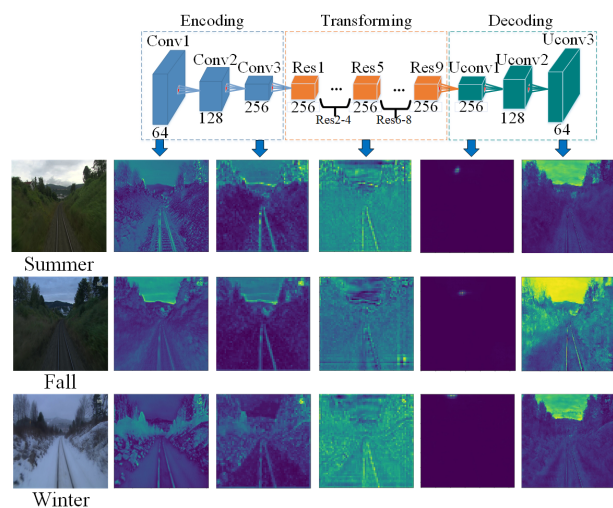 Encoding Transforming Decoding
Conv1 Conv2 Conv3 Res1 ... Res5 ... Res9 Uconv1 Uconv2 Uconv3
64 128 256 256 256 256 256 128 64
Res2-4 Res6-8
Summer
Fall
Winter